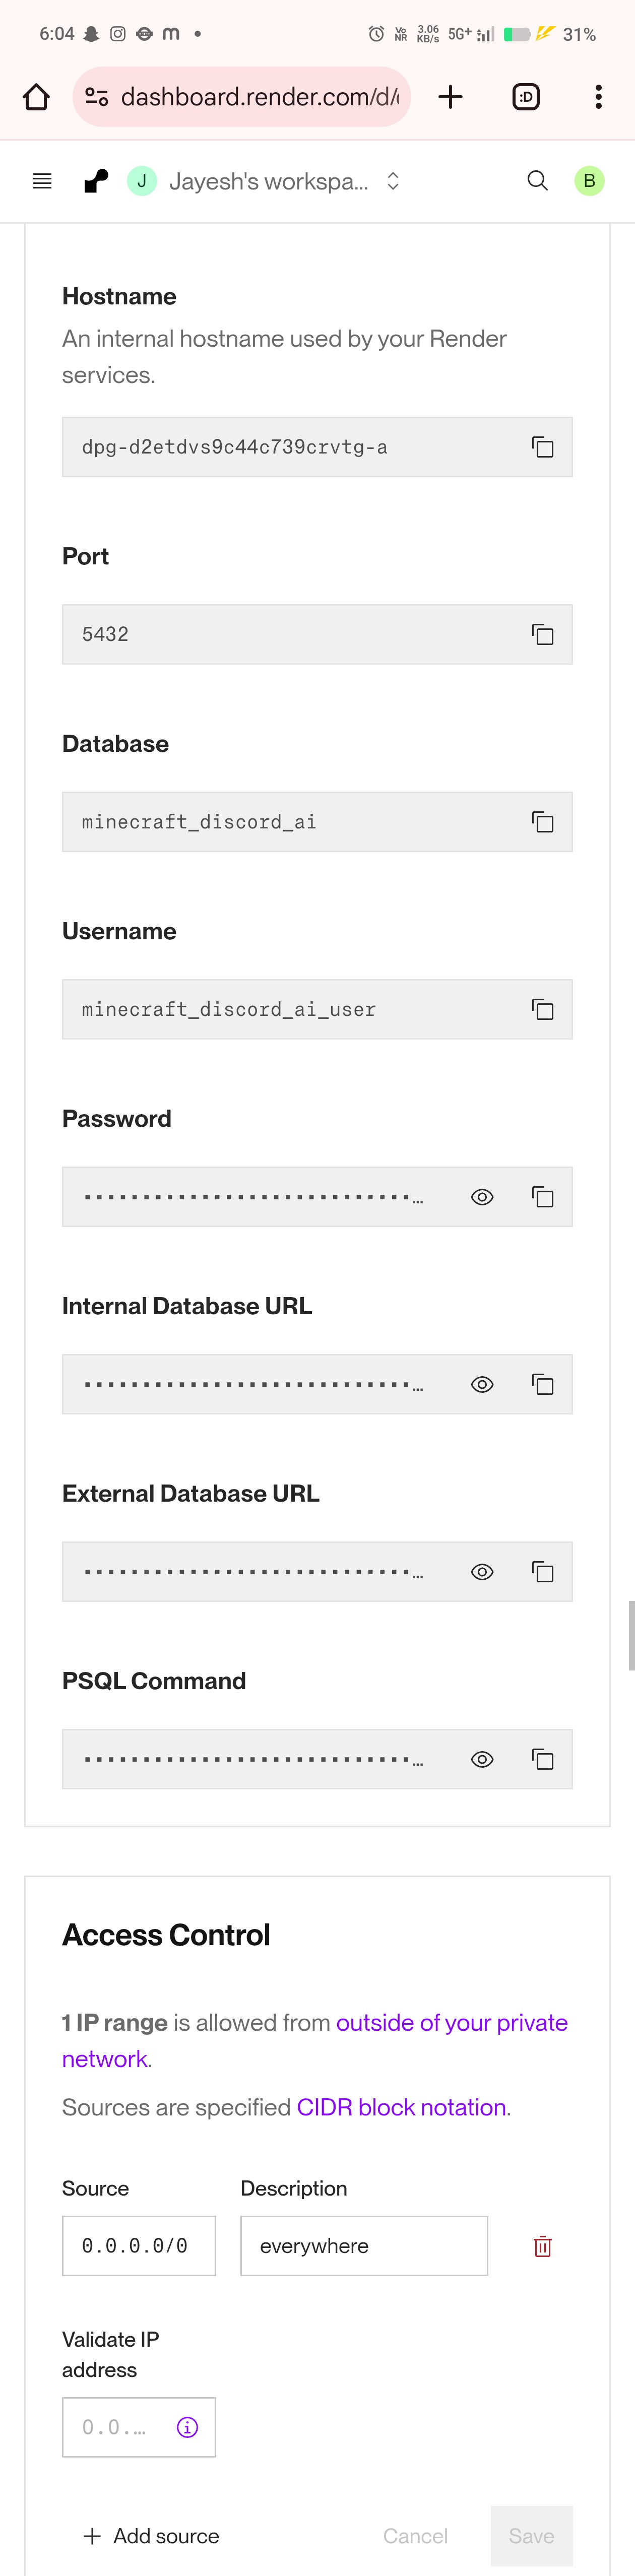 6:04 m • Vo NR 3.06 KB/s 5G+ 31%
dashboard.render.com/d/ :D
J Jayesh's workspa... B
Hostname
An internal hostname used by your Render
services.
dpg-d2etdvs9c44c739crvtg-a
Port
5432
Database
minecraft_discord_ai
Username
minecraft_discord_ai_user
Password
···························...
Internal Database URL
···························...
External Database URL
···························...
PSQL Command
···························...
Access Control
1 IP range is allowed from outside of your private
network.
Sources are specified CIDR block notation.
Source Description
0.0.0.0/0 everywhere
Validate IP
address
0.0....
+ Add source Cancel Save